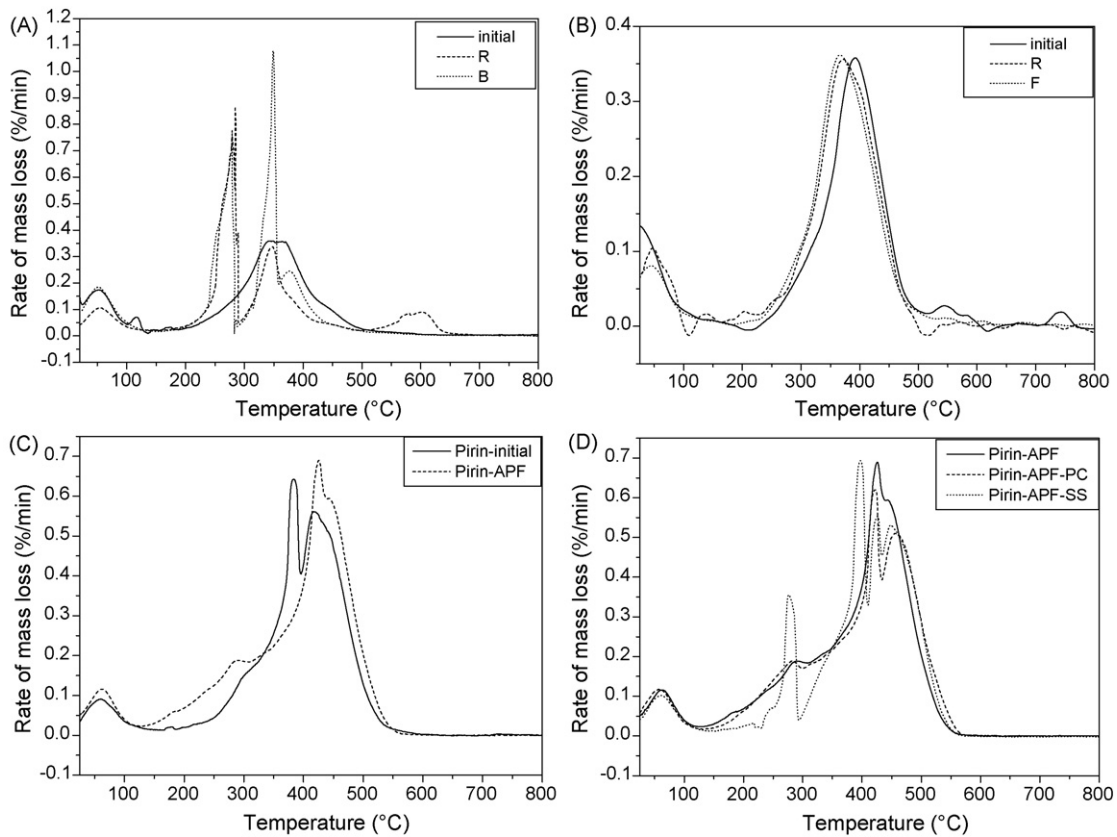 (A)
Rate of mass loss (%/min)
1.2
1.1
1.0
0.9
0.8
0.7
0.6
0.5
0.4
0.3
0.2
0.1
0.0
-0.1
initial
R
B
100 200 300 400 500 600 700 800
Temperature (°C)
(B)
Rate of mass loss (%/min)
0.4
0.3
0.2
0.1
0.0
initial
R
F
100 200 300 400 500 600 700 800
Temperature (°C)
(C)
Rate of mass loss (%/min)
0.7
0.6
0.5
0.4
0.3
0.2
0.1
0.0
-0.1
Pirin-initial
Pirin-APF
100 200 300 400 500 600 700 800
Temperature (°C)
(D)
Rate of mass loss (%/min)
0.7
0.6
0.5
0.4
0.3
0.2
0.1
0.0
-0.1
Pirin-APF
Pirin-APF-PC
Pirin-APF-SS
100 200 300 400 500 600 700 800
Temperature (°C)